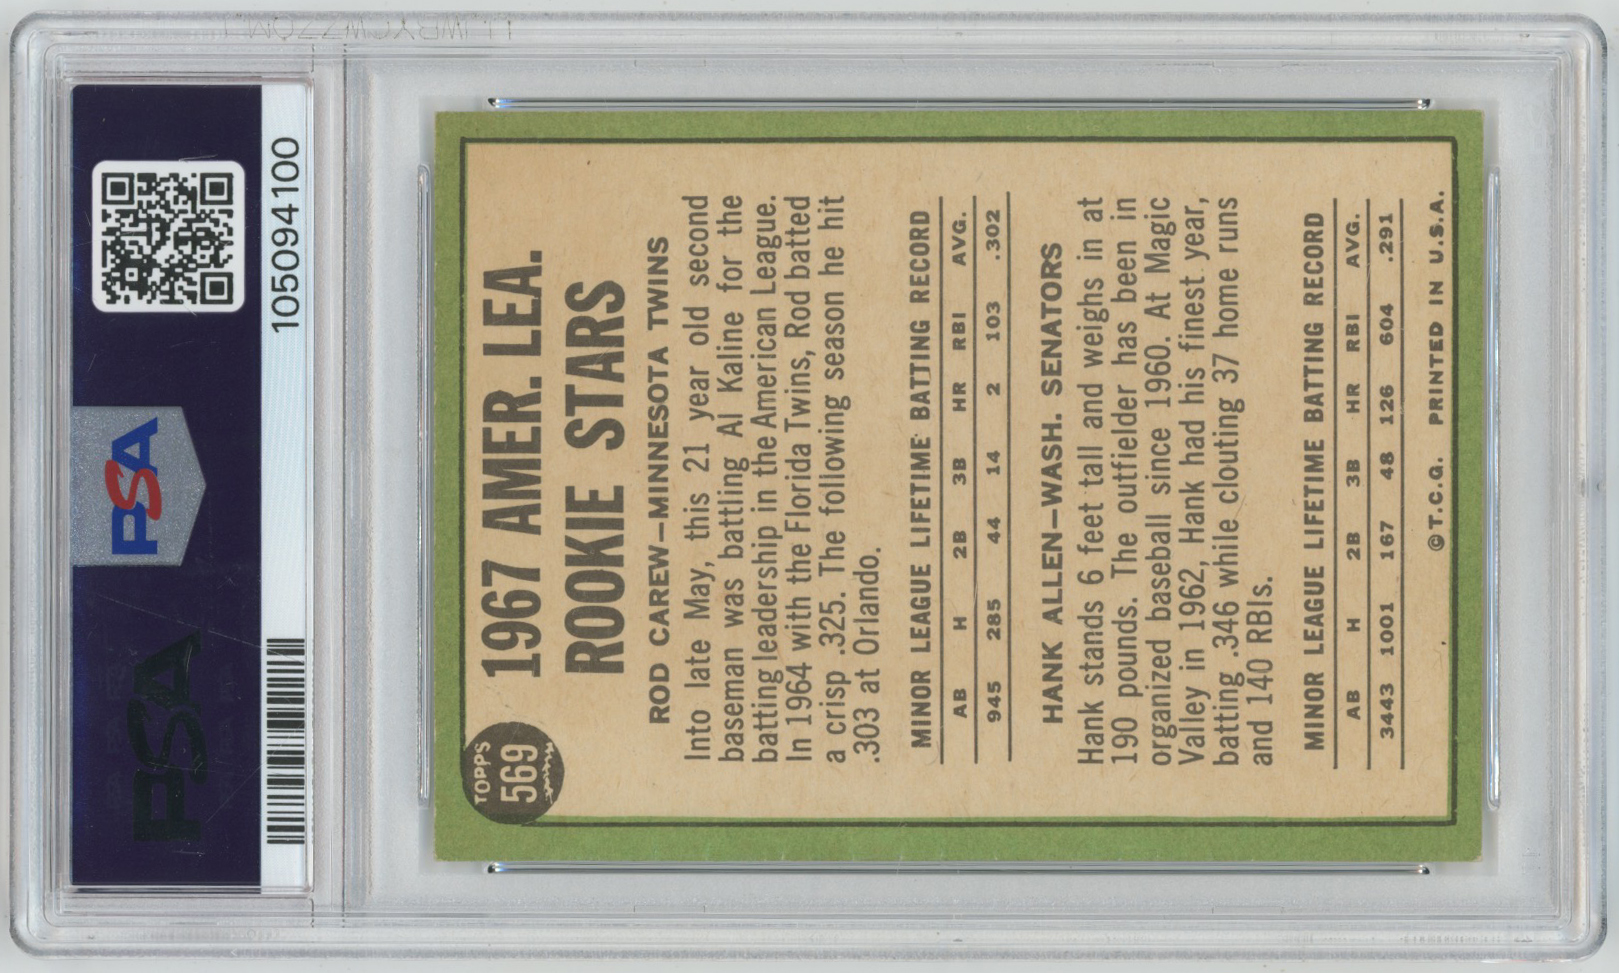 PSA
PSA
105094100
TOPPS
569
1967 AMER. LEA.
ROOKIE STARS
ROD CAREW—MINNESOTA TWINS
Into late May, this 21 year old second
baseman was batting Al Kaline for the
batting leadership in the American League.
In 1964 with the Florida Twins, Rod batted
a crisp .325. The following season he hit
.303 at Orlando.
MINOR LEAGUE LIFETIME BATTING RECORD
AB H 2B 3B HR RBI AVG.
945 285 44 14 2 103 .302
HANK ALLEN—WASH. SENATORS
Hank stands 6 feet tall and weighs in at
190 pounds. The outfielder has been in
organized baseball since 1960. At Magic
Valley in 1962, Hank had his finest year,
batting .346 while clouting 37 home runs
and 140 RBIs.
MINOR LEAGUE LIFETIME BATTING RECORD
AB H 2B 3B HR RBI AVG.
3443 1001 167 48 126 604 .291
©T.C.G. PRINTED IN U.S.A.